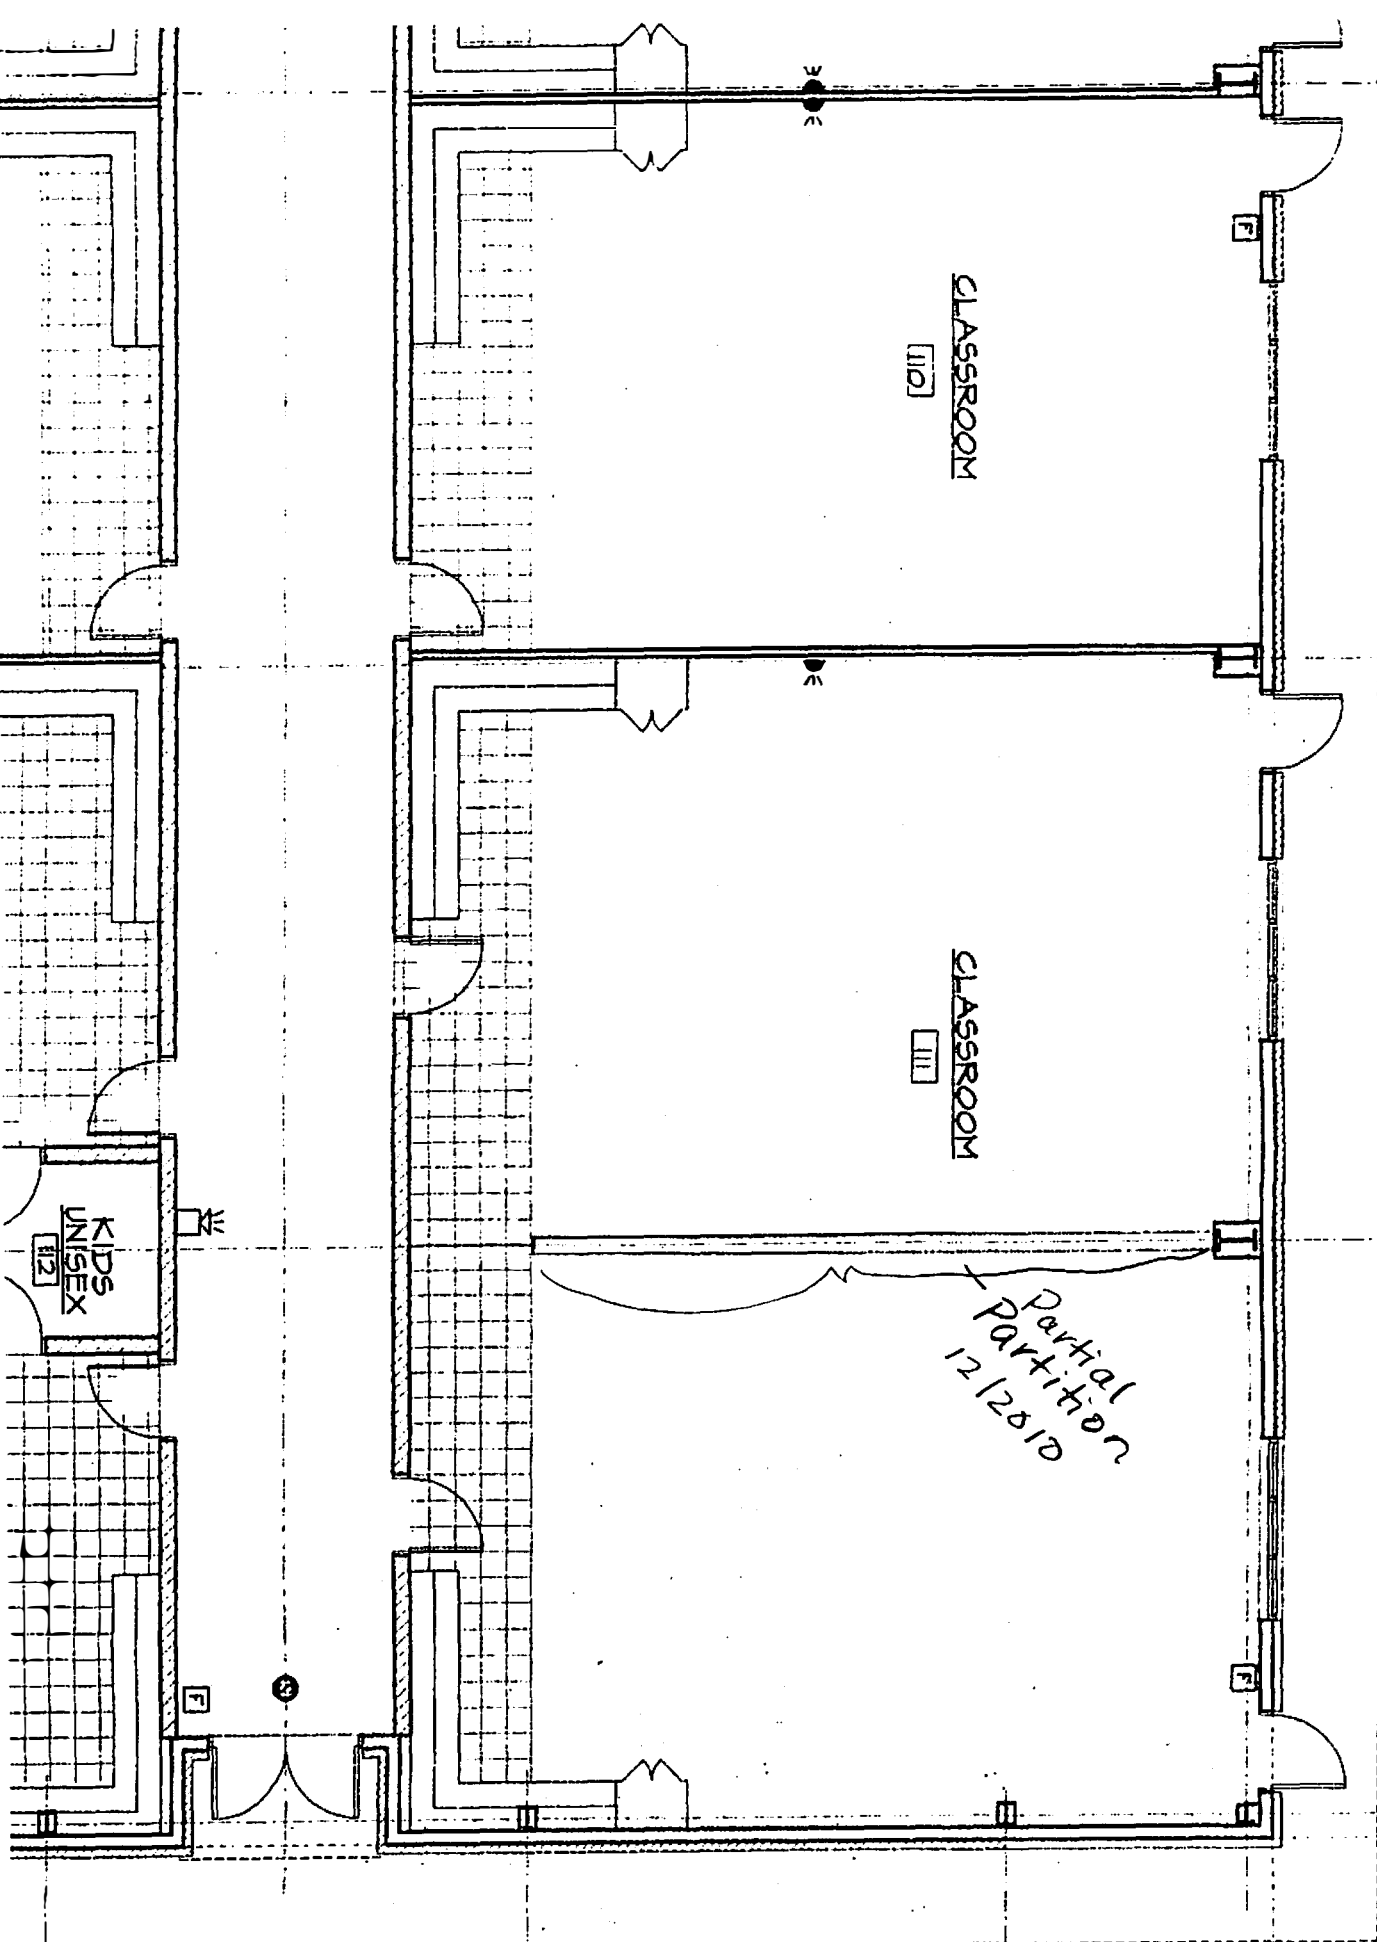 CLASSROOM
110
F
CLASSROOM
111
KIDS
UNISEX
112
Partial
Partition
12/2010
F
F